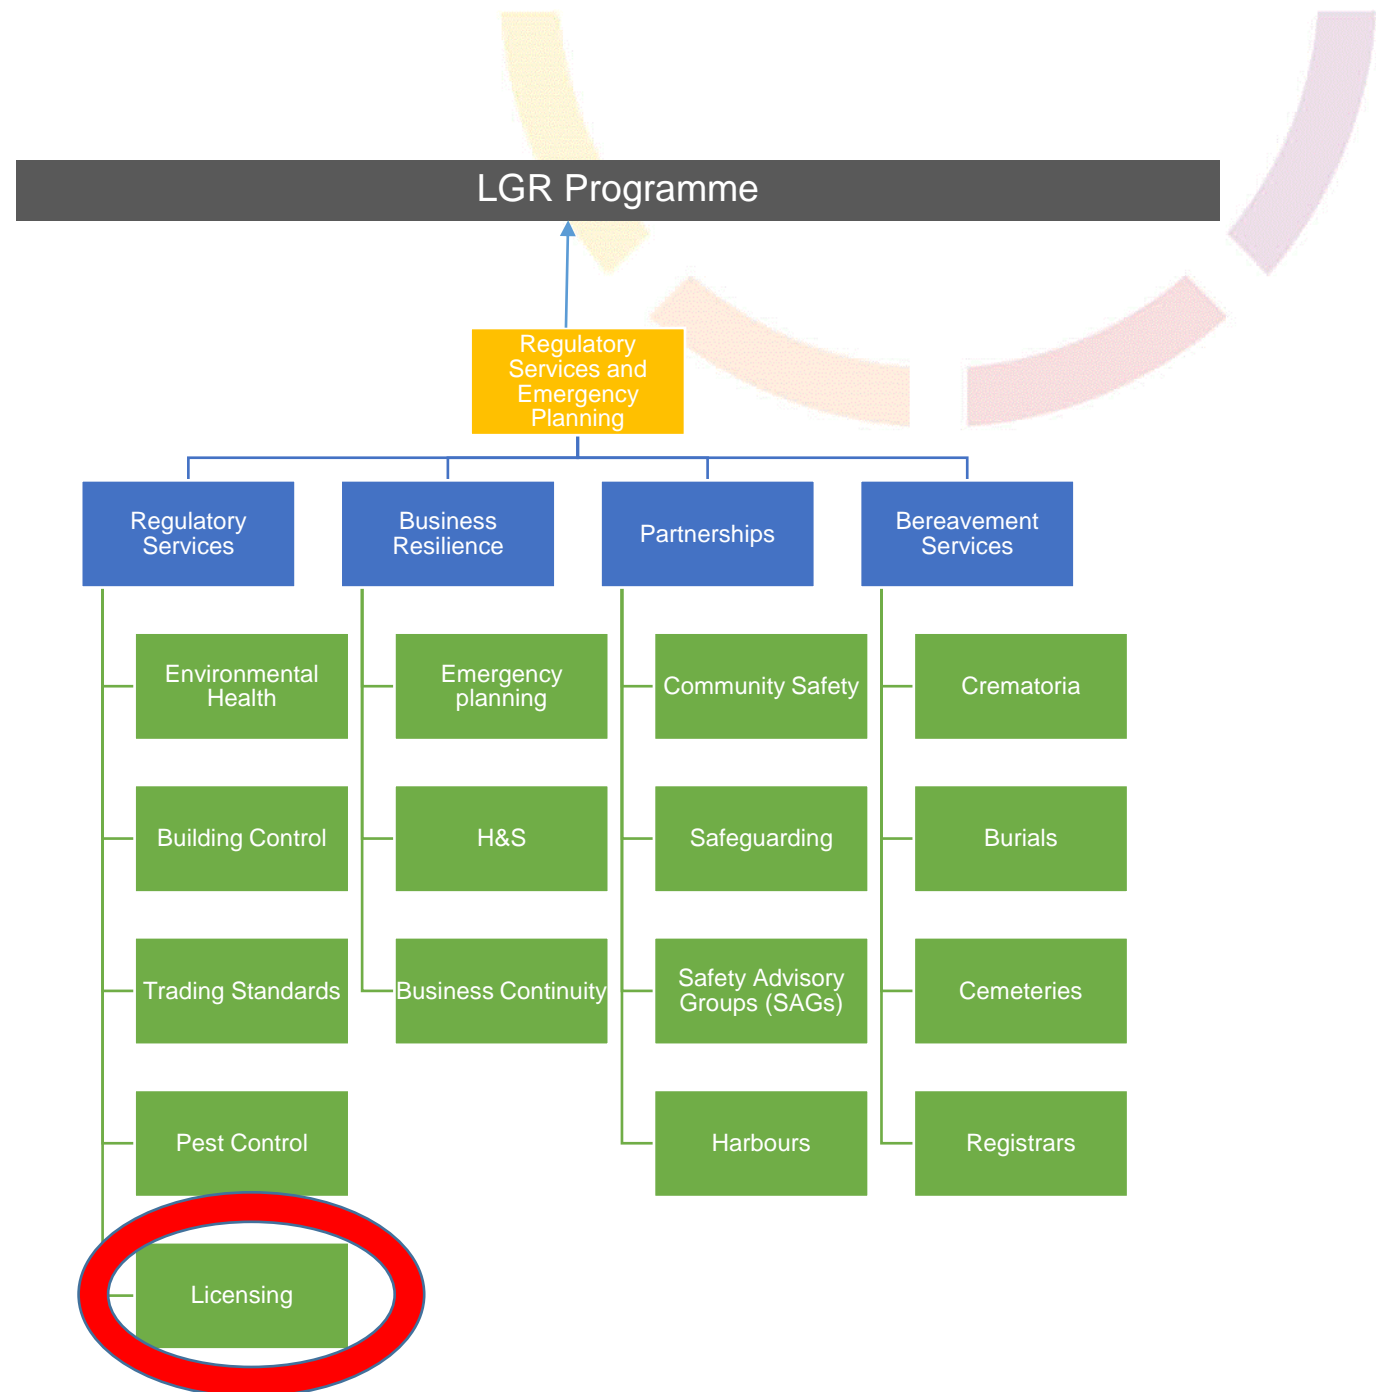 LGR Programme
Regulatory
Services and
Emergency
Planning
Regulatory
Services
Business
Resilience
Partnerships
Bereavement
Services
Environmental
Health
Emergency
planning
Community Safety
Crematoria
Building Control
H&S
Safeguarding
Burials
Trading Standards
Business Continuity
Safety Advisory
Groups (SAGs)
Cemeteries
Pest Control
Harbours
Registrars
Licensing